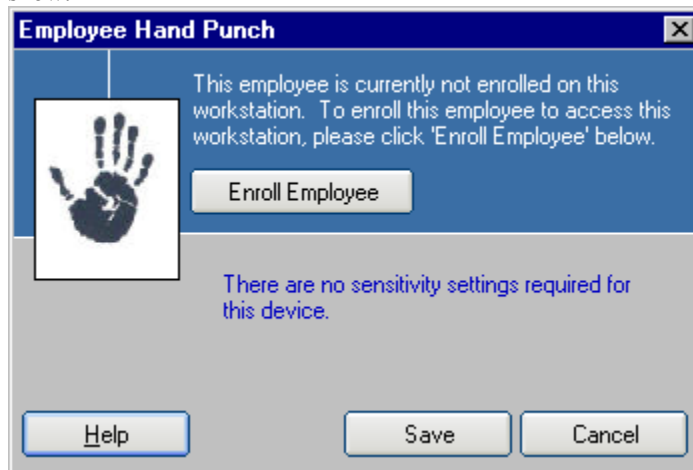 Employee Hand Punch
This employee is currently not enrolled on this
workstation. To enroll this employee to access this
workstation, please click 'Enroll Employee' below.
Enroll Employee
There are no sensitivity settings required for
this device.
Help
Save
Cancel